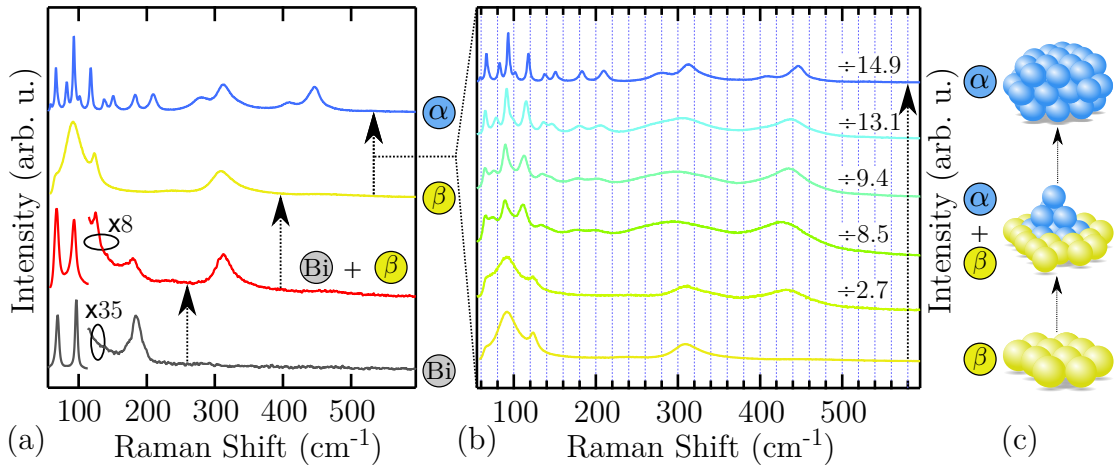 Intensity (arb. u.)
x8
x35
α
β
Bi + β
Bi
100 200 300 400 500
(a) Raman Shift (cm-1)
÷14.9
÷13.1
÷9.4
÷8.5
÷2.7
100 200 300 400 500
(b) Raman Shift (cm-1)
Intensity (arb. u.)
α
α
+
β
β
(c)